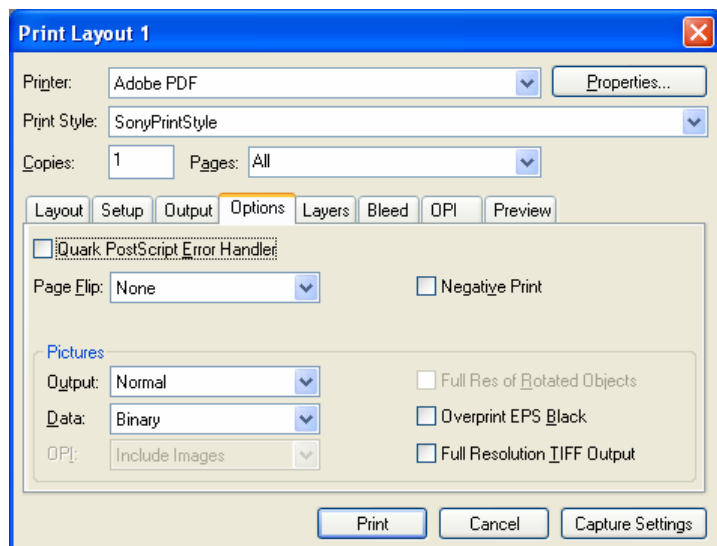 Print Layout 1
Printer: Adobe PDF Properties...
Print Style: SonyPrintStyle
Copies: 1 Pages: All
Layout Setup Output Options Layers Bleed OPI Preview
Quark PostScript Error Handler
Page Flip: None Negative Print
Pictures
Output: Normal Full Res of Rotated Objects
Data: Binary Overprint EPS Black
OPI: Include Images Full Resolution TIFF Output
Print Cancel Capture Settings